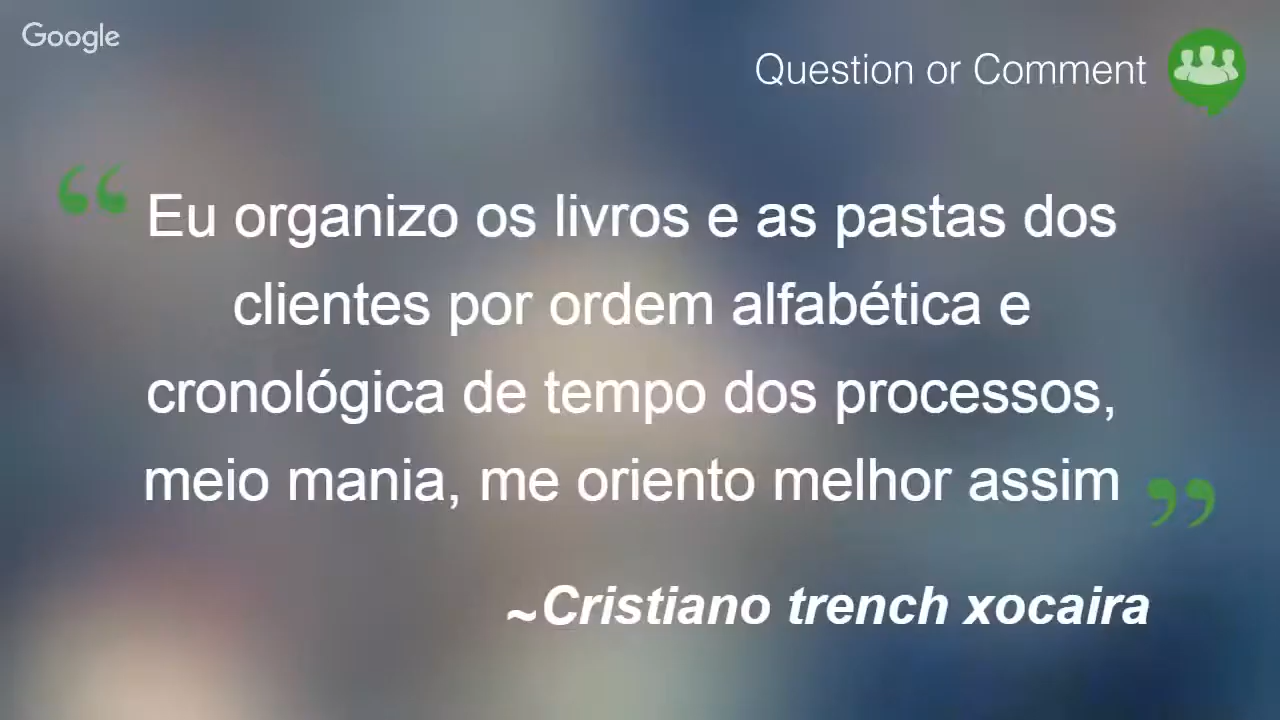 Google
Question or Comment
“ Eu organizo os livros e as pastas dos
clientes por ordem alfabética e
cronológica de tempo dos processos,
meio mania, me oriento melhor assim ”
~Cristiano trench xocaira